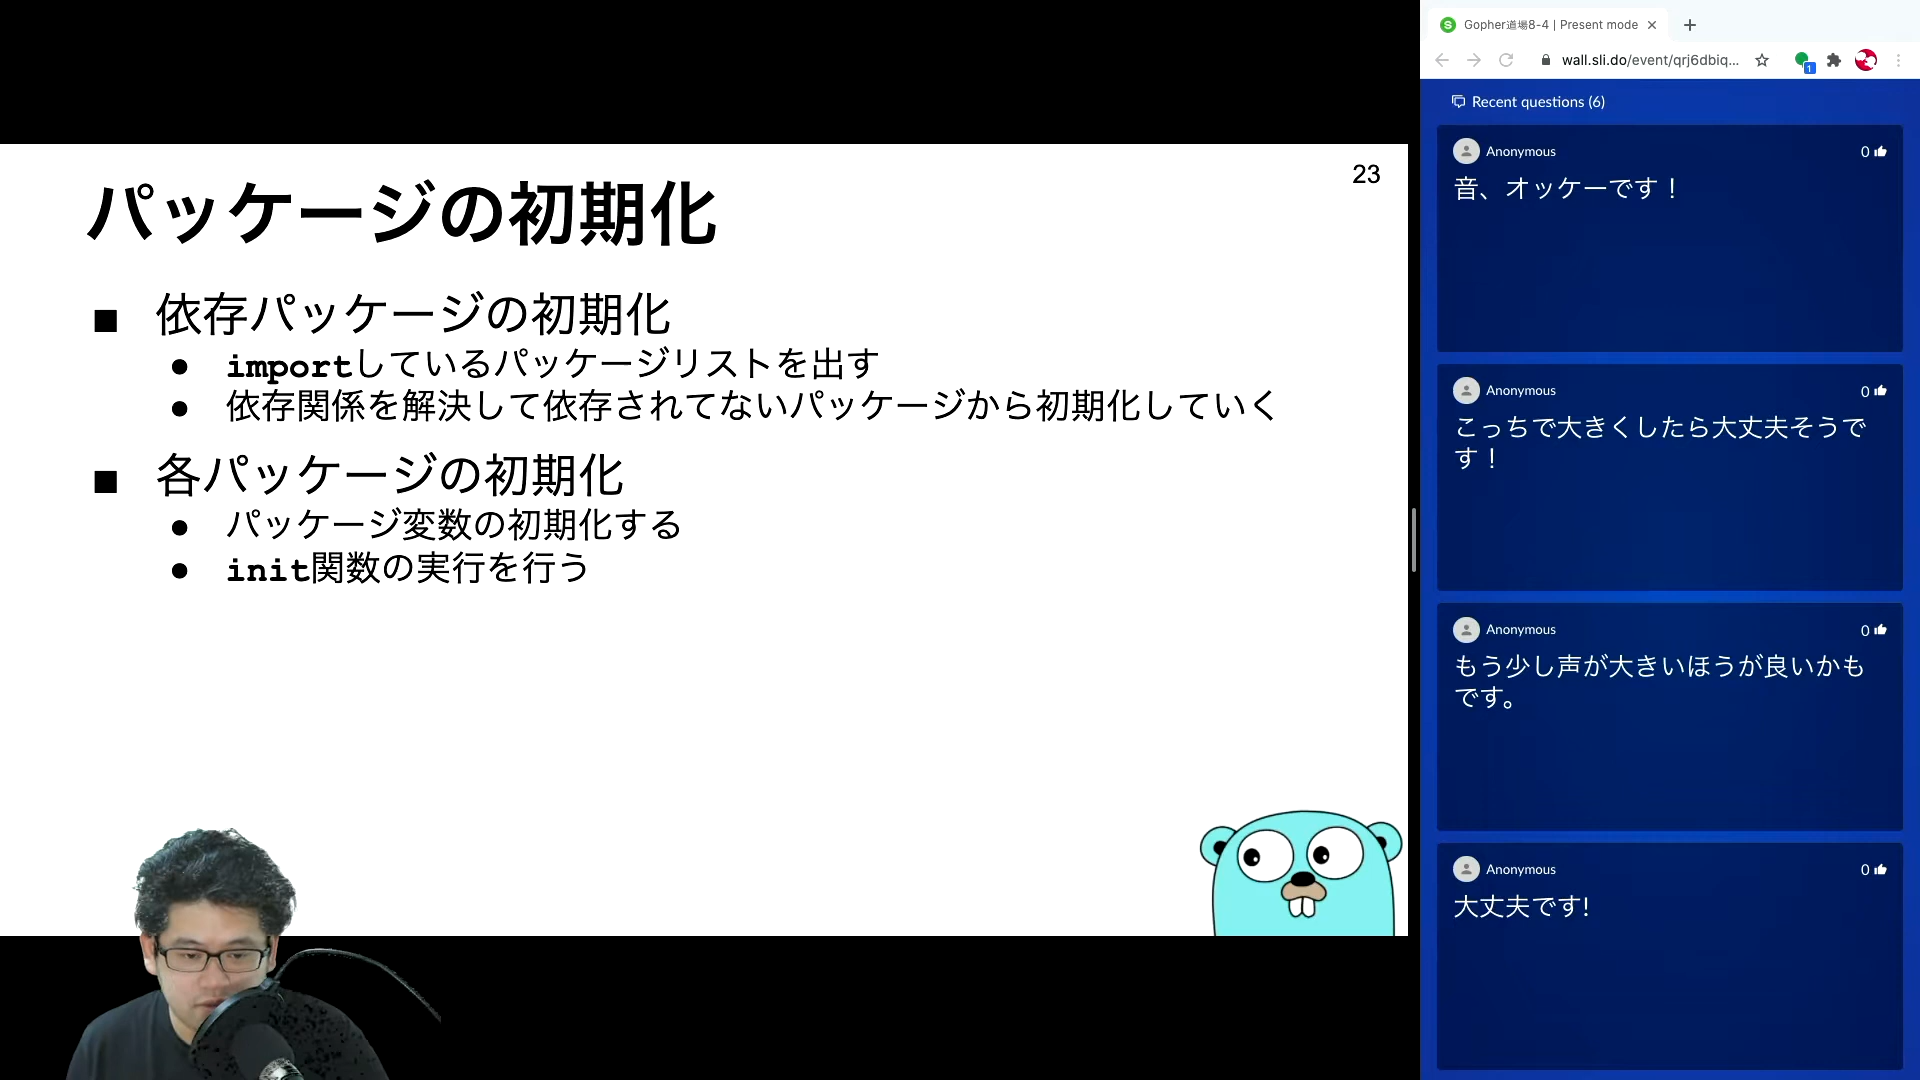 23
パッケージの初期化
■ 依存パッケージの初期化
● importしているパッケージリストを出す
● 依存関係を解決して依存されてないパッケージから初期化していく
■ 各パッケージの初期化
● パッケージ変数の初期化する
● init関数の実行を行う
Gopher道場8-4 | Present mode
wall.sli.do/event/qrj6dbiq...
1
Recent questions (6)
Anonymous
0
音、オッケーです！
Anonymous
0
こっちで大きくしたら大丈夫そうで
す！
Anonymous
0
もう少し声が大きいほうが良いかも
です。
Anonymous
0
大丈夫です!